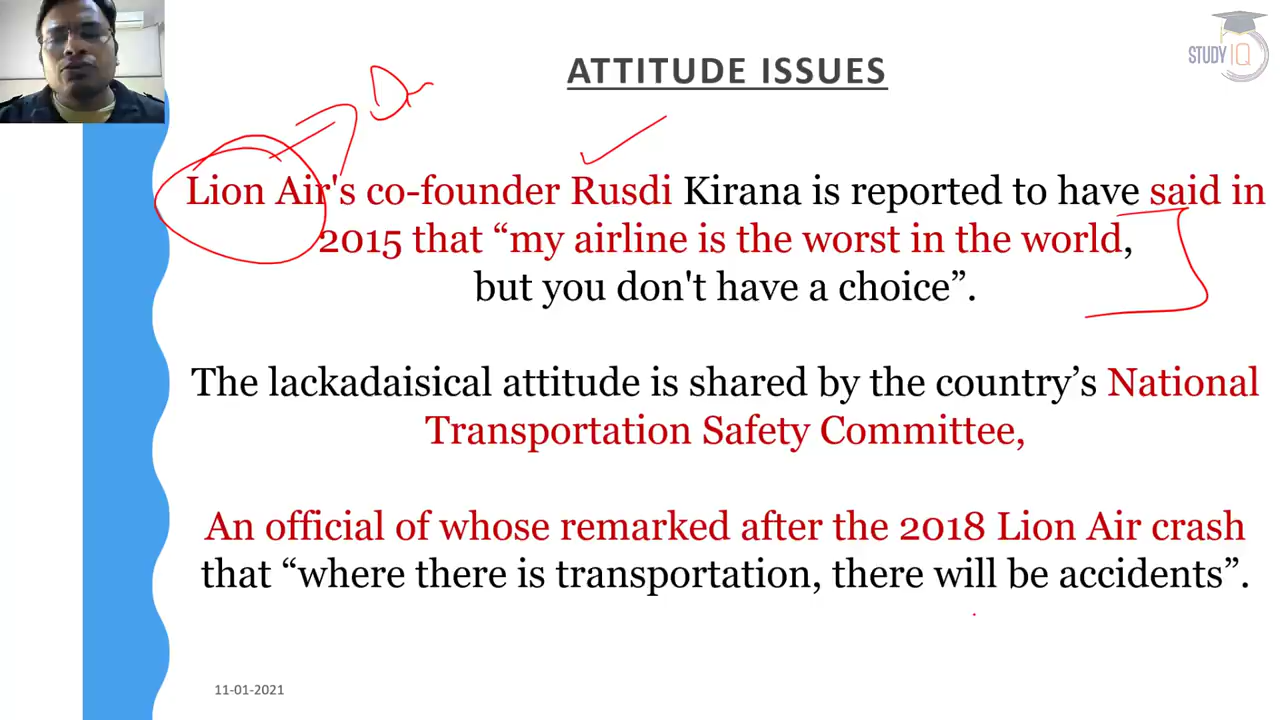 STUDY IQ
ATTITUDE ISSUES
Lion Air's co-founder Rusdi Kirana is reported to have said in
2015 that “my airline is the worst in the world,
but you don't have a choice”.
The lackadaisical attitude is shared by the country’s National
Transportation Safety Committee,
An official of whose remarked after the 2018 Lion Air crash
that “where there is transportation, there will be accidents”.
11-01-2021